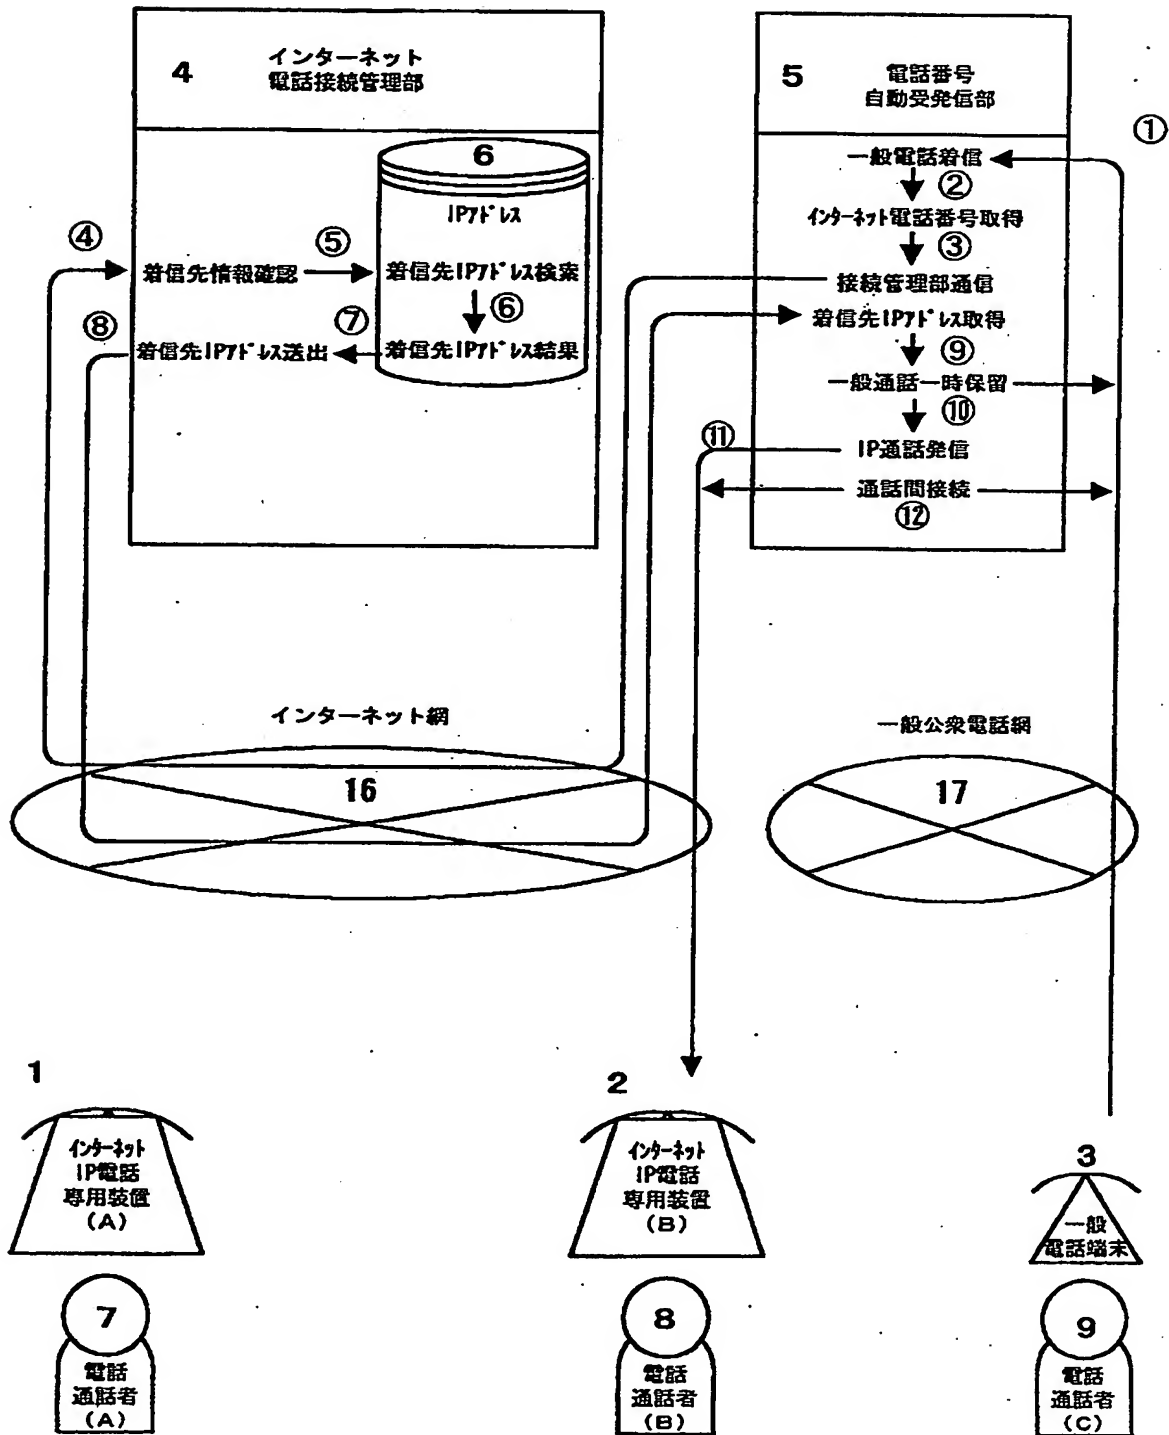 4
インターネット
電話接続管理部
6
IPアドレス
④
着信先情報確認
⑤
着信先IPアドレス検索
⑥
⑧
着信先IPアドレス送出
⑦
着信先IPアドレス結果
5
電話番号
自動受発信部
①
一般電話着信
②
インターネット電話番号取得
③
接続管理部通信
着信先IPアドレス取得
⑨
一般通話一時保留
⑩
⑪
IP通話発信
通話間接続
⑫
インターネット網
16
一般公衆電話網
17
1
インターネット
IP電話
専用装置
(A)
2
インターネット
IP電話
専用装置
(B)
3
一般
電話端末
7
電話
通話者
(A)
8
電話
通話者
(B)
9
電話
通話者
(C)